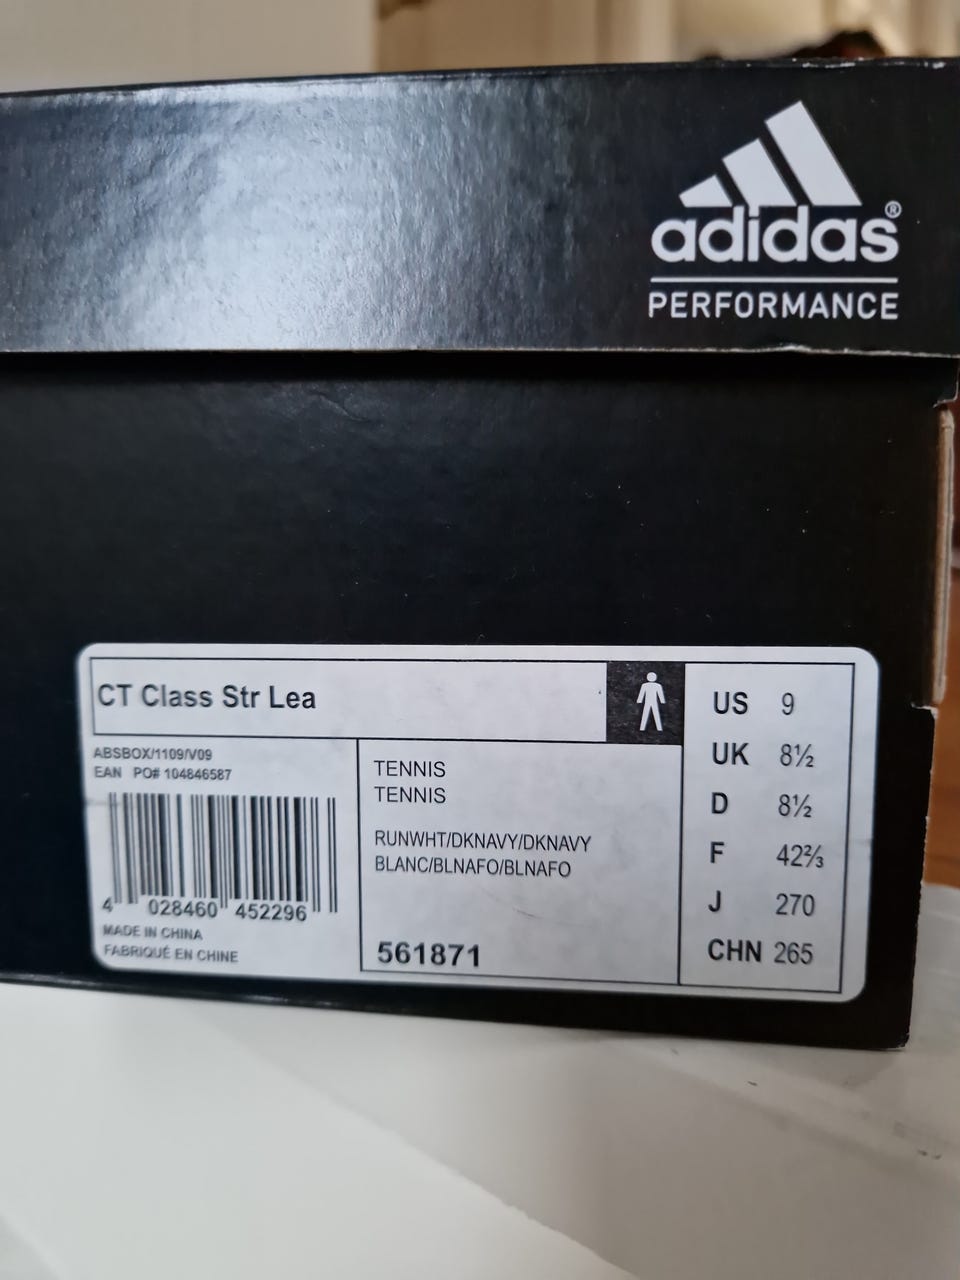 adidas®
PERFORMANCE
CT Class Str Lea
ABSBOX/1109/V09
EAN PO# 104846587
4 028460 452296
MADE IN CHINA
FABRIQUÉ EN CHINE
TENNIS
TENNIS
RUNWHT/DKNAVY/DKNAVY
BLANC/BLNAFO/BLNAFO
561871
US 9
UK 8½
D 8½
F 42⅔
J 270
CHN 265